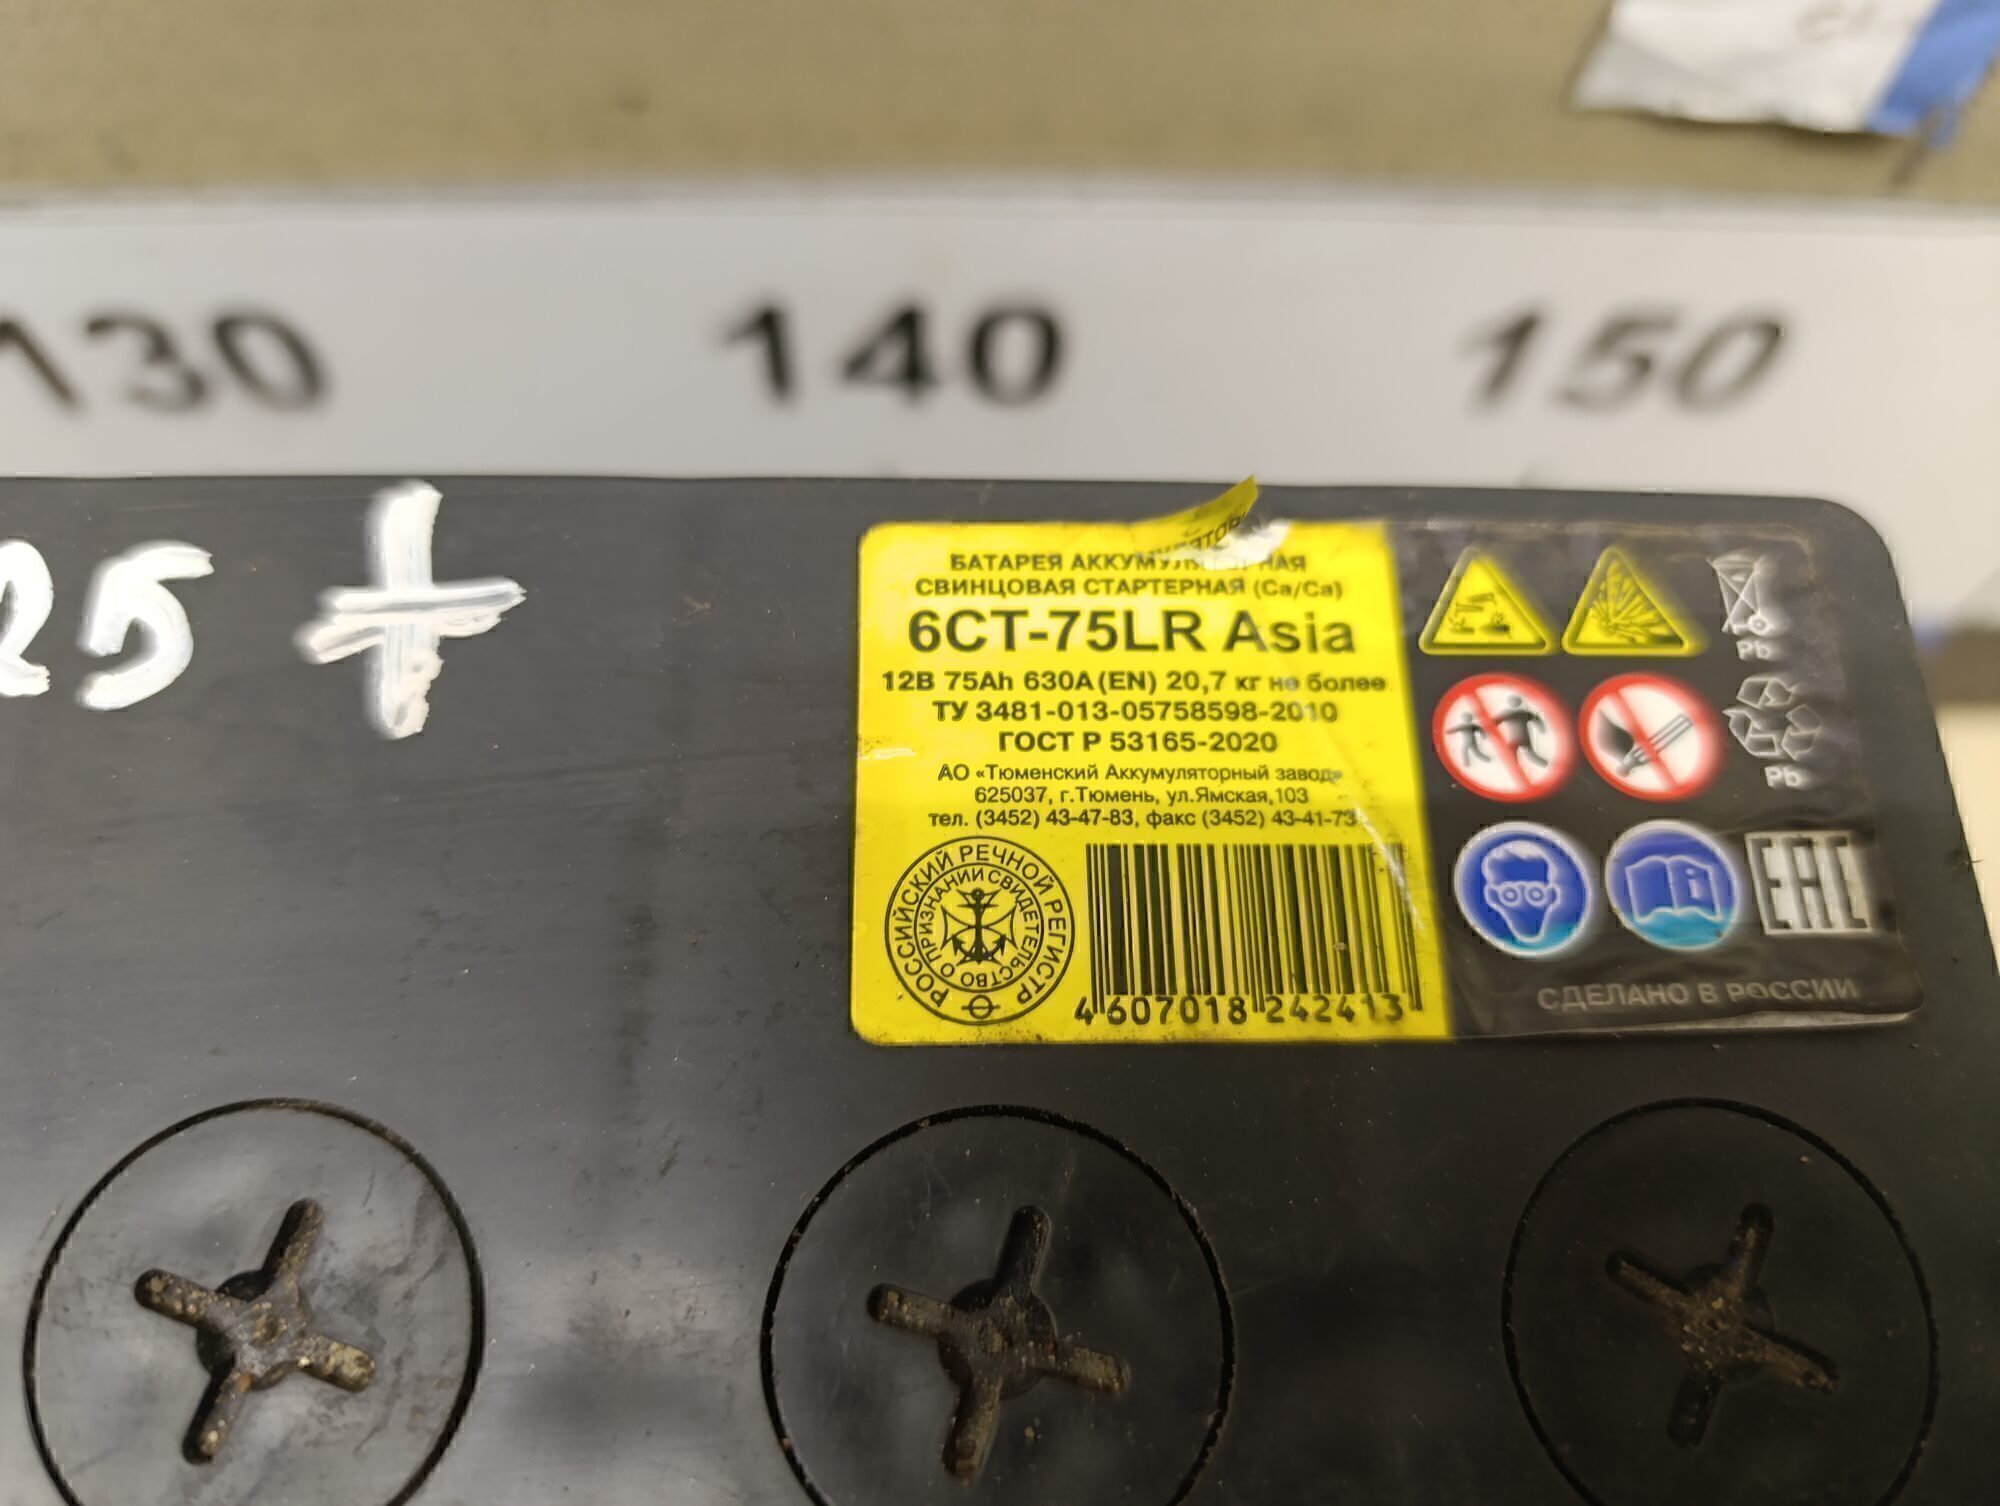 130 140 150
25 +
БАТАРЕЯ АККУМУЛЯТОРНАЯ
СВИНЦОВАЯ СТАРТЕРНАЯ (Ca/Ca)
6СТ-75LR Asia
12В 75Ah 630А(EN) 20,7 кг не более
ТУ 3481-013-05758598-2010
ГОСТ Р 53165-2020
АО «Тюменский Аккумуляторный завод»
625037, г.Тюмень, ул.Ямская,103
тел. (3452) 43-47-83, факс (3452) 43-41-73
РОССИЙСКИЙ РЕЧНОЙ РЕГИСТР
СВИДЕТЕЛЬСТВО О ПРИЗНАНИИ
4 607018 242413
Pb
Pb
EAC
СДЕЛАНО В РОССИИ